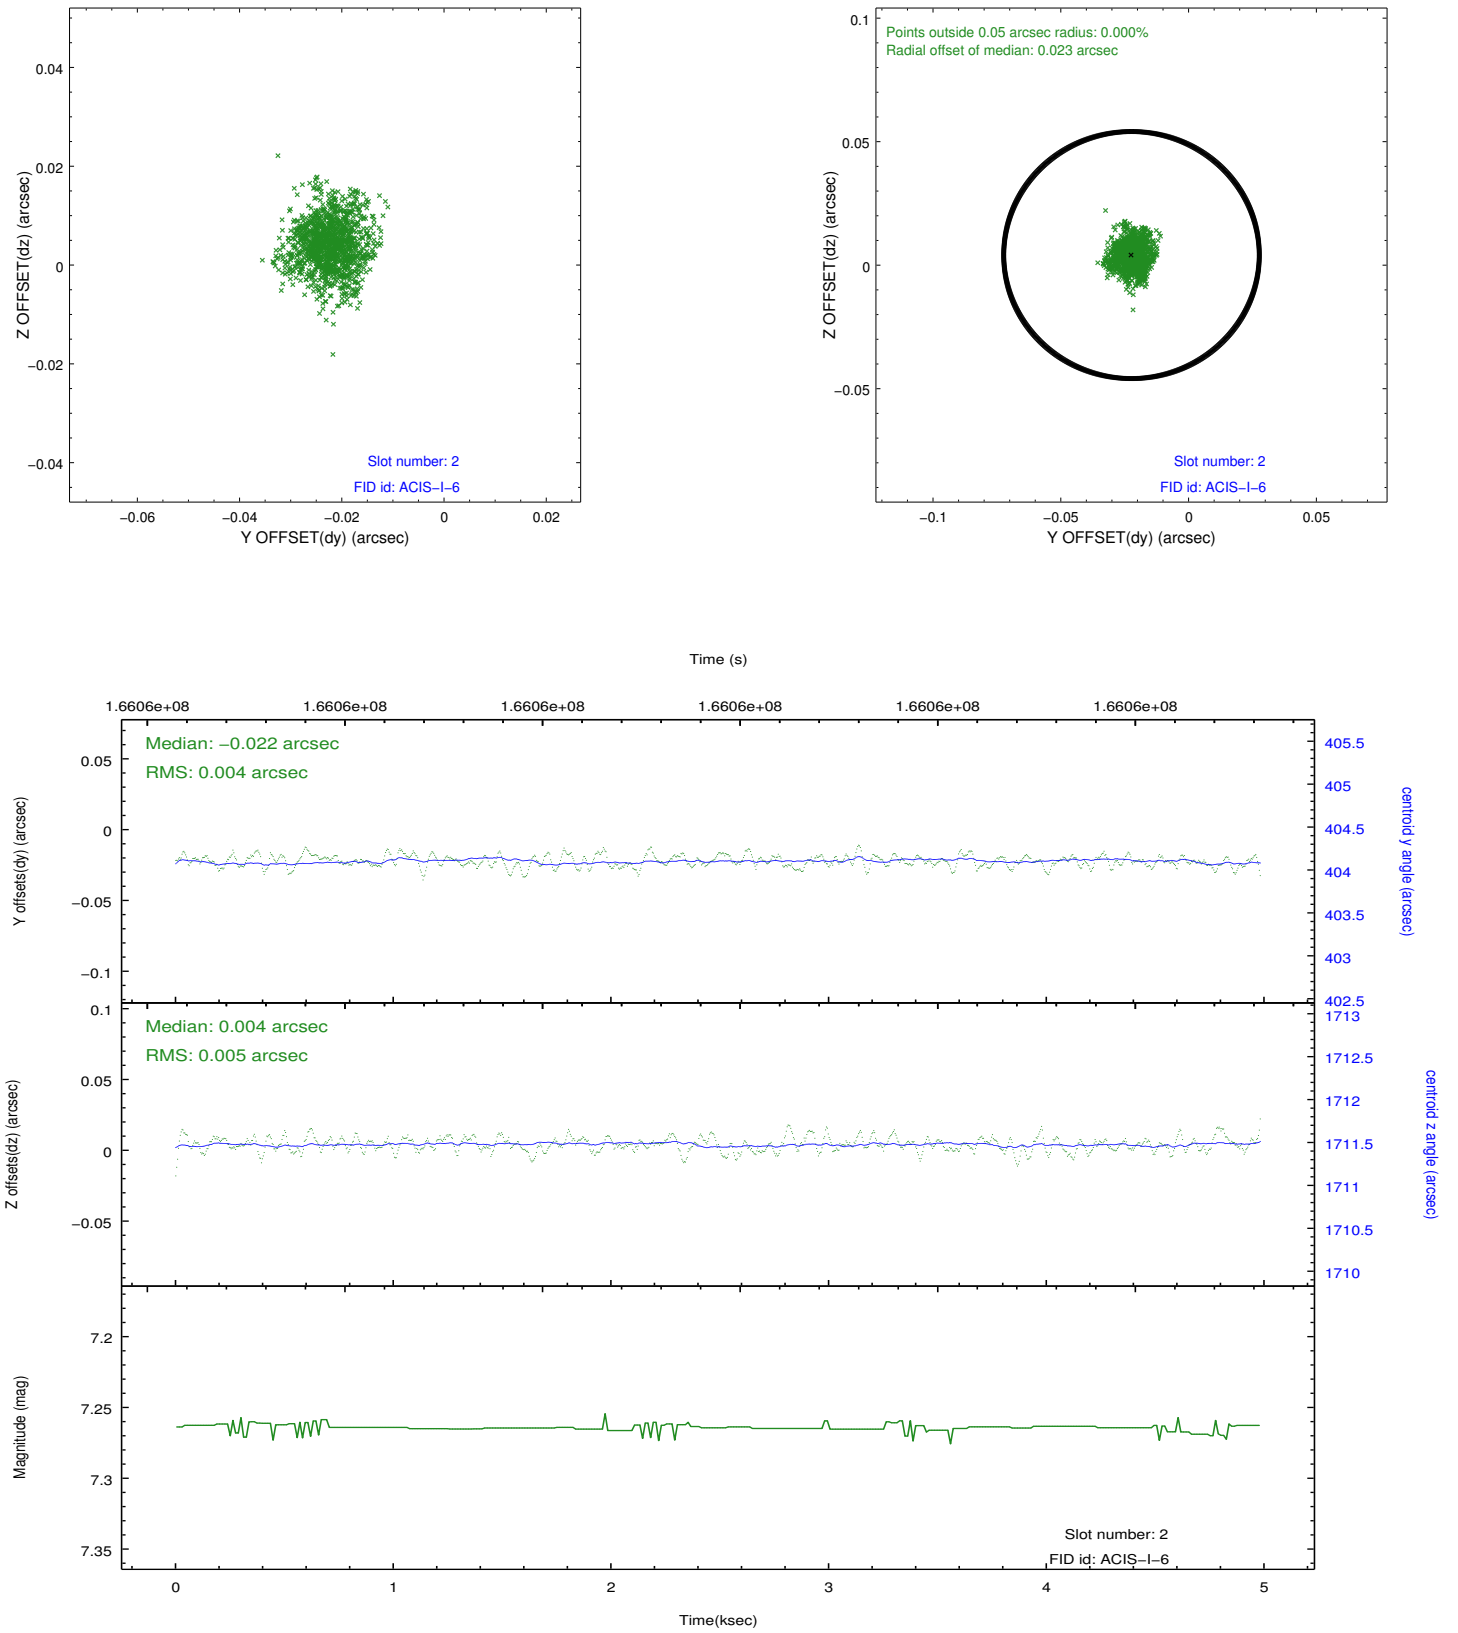 0.04
0.02
0
−0.02
−0.04
Z OFFSET(dz) (arcsec)
Slot number: 2
FID id: ACIS−I−6
−0.06
−0.04
−0.02
0
0.02
Y OFFSET(dy) (arcsec)
Points outside 0.05 arcsec radius: 0.000%
Radial offset of median: 0.023 arcsec
0.1
0.05
0
−0.05
Z OFFSET(dz) (arcsec)
Slot number: 2
FID id: ACIS−I−6
−0.1
−0.05
0
0.05
Y OFFSET(dy) (arcsec)
Time (s)
1.6606e+08
1.6606e+08
1.6606e+08
1.6606e+08
1.6606e+08
1.6606e+08
Median: −0.022 arcsec
RMS: 0.004 arcsec
0.05
0
−0.05
−0.1
Y offsets(dy) (arcsec)
405.5
405
404.5
404
403.5
403
402.5
centroid y angle (arcsec)
Median: 0.004 arcsec
RMS: 0.005 arcsec
0.1
0.05
0
−0.05
Z offsets(dz) (arcsec)
1713
1712.5
1712
1711.5
1711
1710.5
1710
centroid z angle (arcsec)
7.2
7.25
7.3
7.35
Magnitude (mag)
Slot number: 2
FID id: ACIS−I−6
0
1
2
3
4
5
Time(ksec)